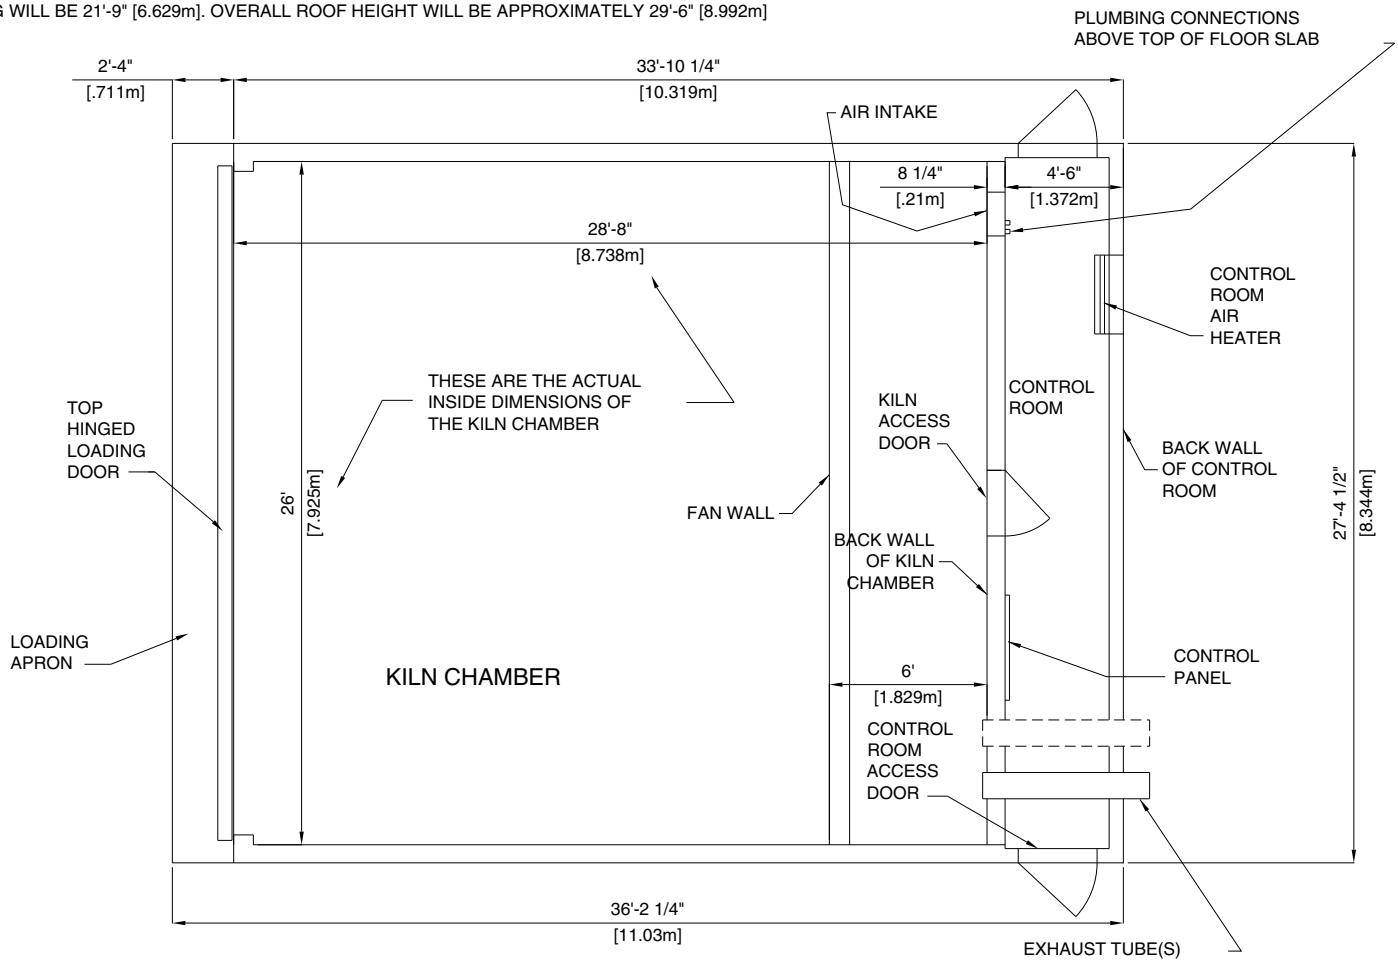 G WILL BE 21'-9" [6.629m]. OVERALL ROOF HEIGHT WILL BE APPROXIMATELY 29'-6" [8.992m]
PLUMBING CONNECTIONS
ABOVE TOP OF FLOOR SLAB
2'-4"
[.711m]
33'-10 1/4"
[10.319m]
AIR INTAKE
8 1/4"
[.21m]
4'-6"
[1.372m]
28'-8"
[8.738m]
CONTROL
ROOM
AIR
HEATER
THESE ARE THE ACTUAL
INSIDE DIMENSIONS OF
THE KILN CHAMBER
TOP
HINGED
LOADING
DOOR
KILN
ACCESS
DOOR
CONTROL
ROOM
BACK WALL
OF CONTROL
ROOM
26'
[7.925m]
FAN WALL
27'-4 1/2"
[8.344m]
BACK WALL
OF KILN
CHAMBER
LOADING
APRON
KILN CHAMBER
6'
[1.829m]
CONTROL
PANEL
CONTROL
ROOM
ACCESS
DOOR
36'-2 1/4"
[11.03m]
EXHAUST TUBE(S)